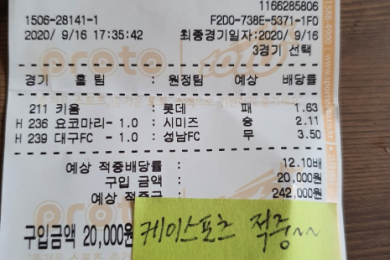 1166285806
1506-28141-1 F2D0-738E-5371-1F0
2020/ 9/16 17:35:42 최종경기일자:2020/ 9/16
3경기 선택
경기 홈 팀 : 원정팀 예상 배당률
211 키움 : 롯데 패 1.63
H 236 요코마리- 1.0 : 시미즈 승 2.11
H 239 대구FC - 1.0 : 성남FC 무 3.50
예상 적중배당률 : 12.10배
구입 금액 : 20,000원
예상 적중금 : 242,000원
구입금액 20,000원
케이스포츠 적중~~
proto